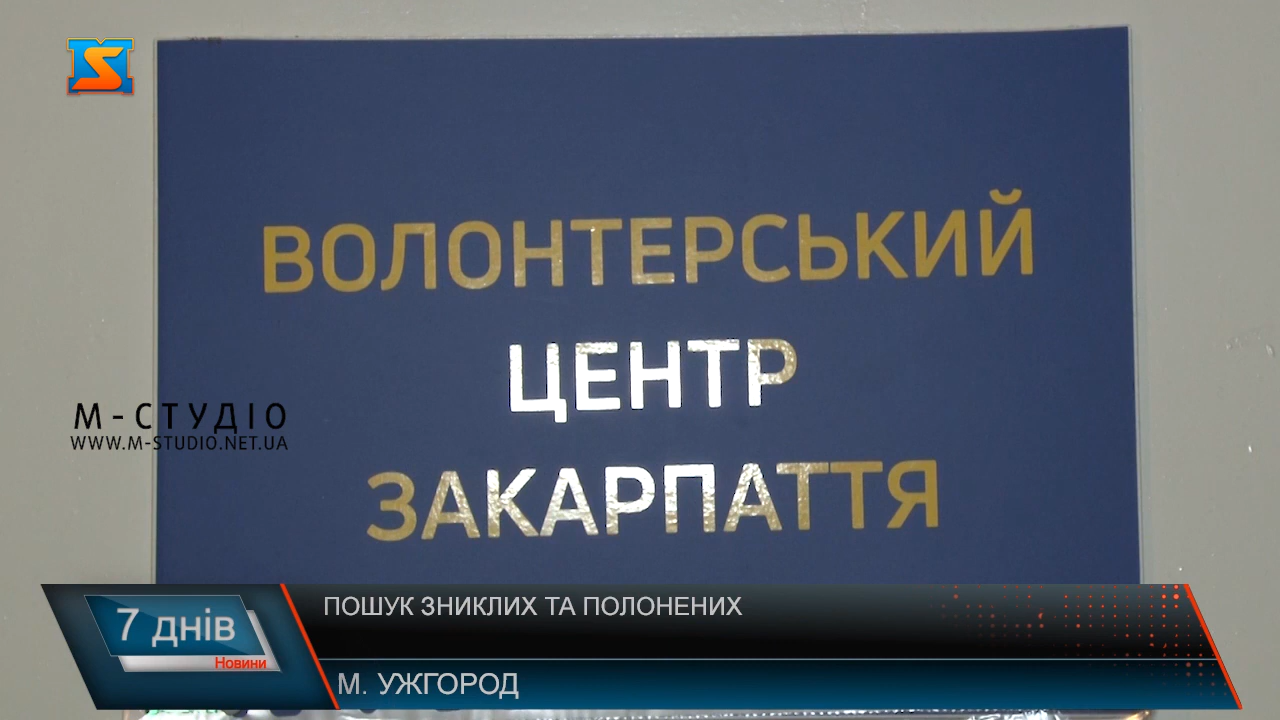 ВОЛОНТЕРСЬКИЙ
ЦЕНТР
ЗАКАРПАТТЯ
М-СТУДІО
WWW.M-STUDIO.NET.UA
7 днів
Новини
ПОШУК ЗНИКЛИХ ТА ПОЛОНЕНИХ
М. УЖГОРОД